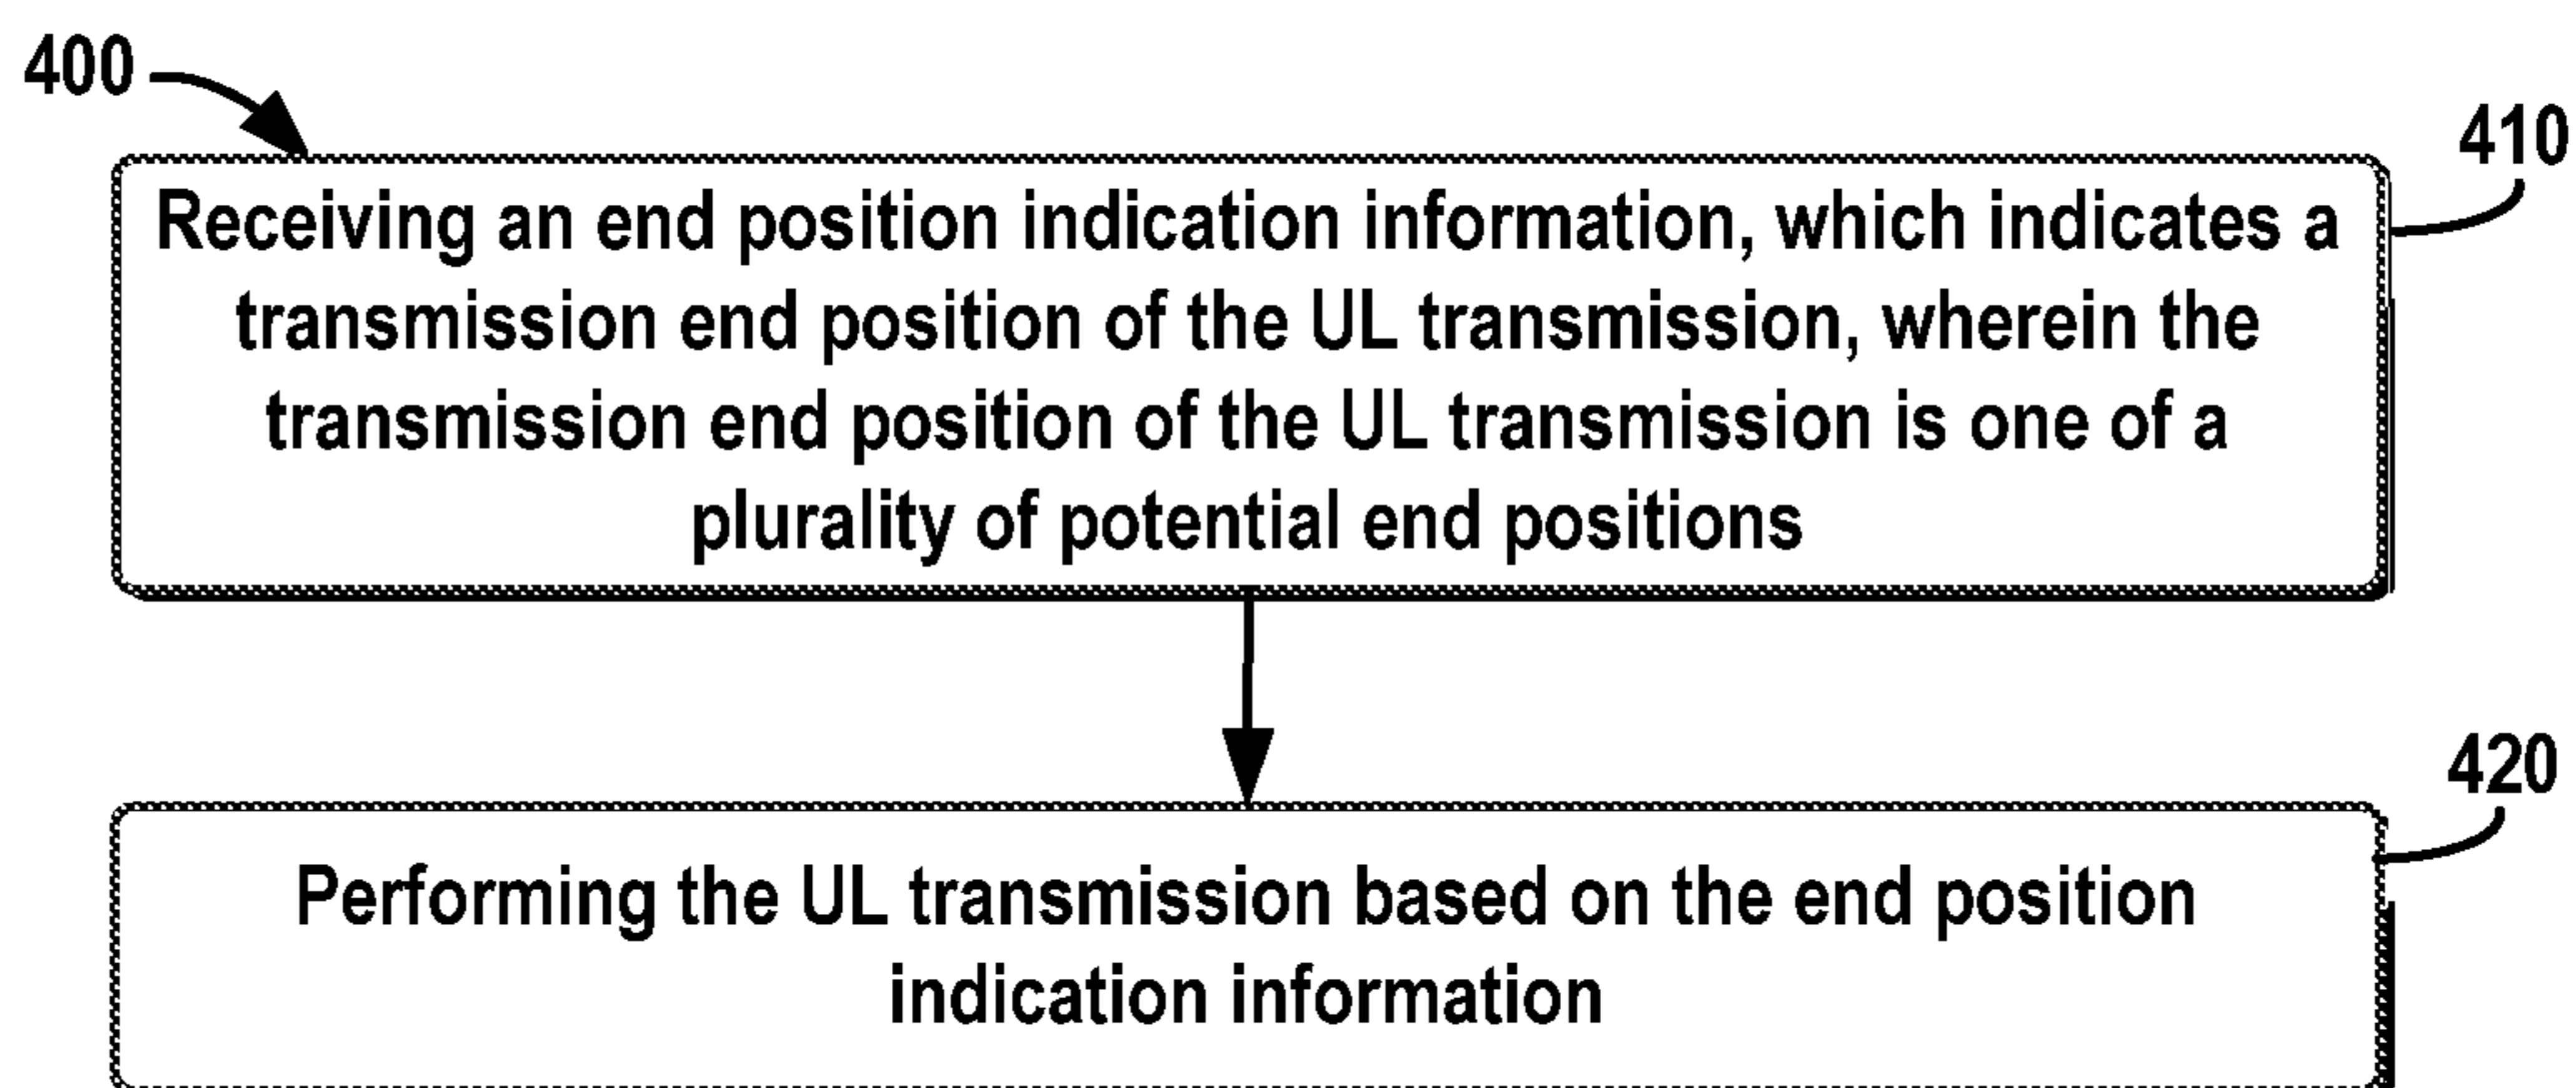 400
410
Receiving an end position indication information, which indicates a
transmission end position of the UL transmission, wherein the
transmission end position of the UL transmission is one of a
plurality of potential end positions
420
Performing the UL transmission based on the end position
indication information